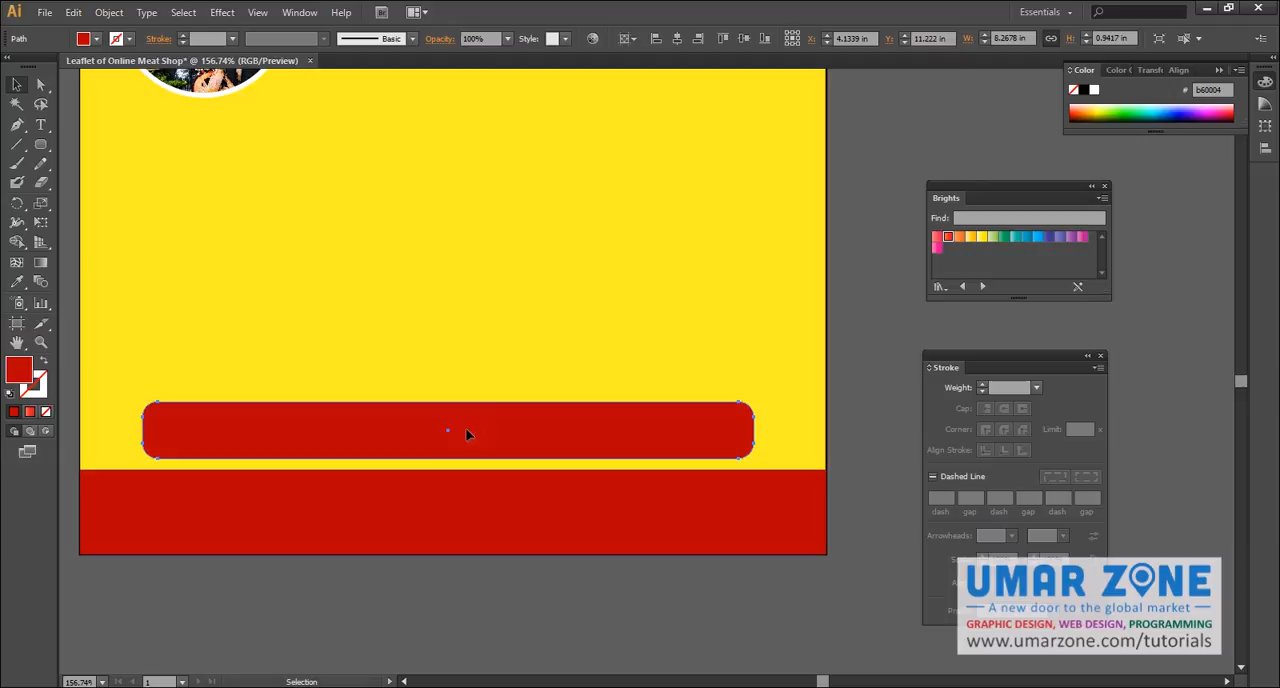 Ai File Edit Object Type Select Effect View Window Help Br Essentials
Path Stroke: Basic Opacity: 100% Style: X: 4.1339 in Y: 11.222 in W: 8.2678 in H: 0.9417 in
Leaflet of Online Meat Shop* @ 156.74% (RGB/Preview) ×
Color Color G Transf Align
# b60004
Brights
Find:
Stroke
Weight:
Cap:
Corner: Limit: x
Align Stroke:
Dashed Line
dash gap dash gap dash gap
Arrowheads:
UMAR ZONE
A new door to the global market
GRAPHIC DESIGN, WEB DESIGN, PROGRAMMING
www.umarzone.com/tutorials
156.74% 1 Selection